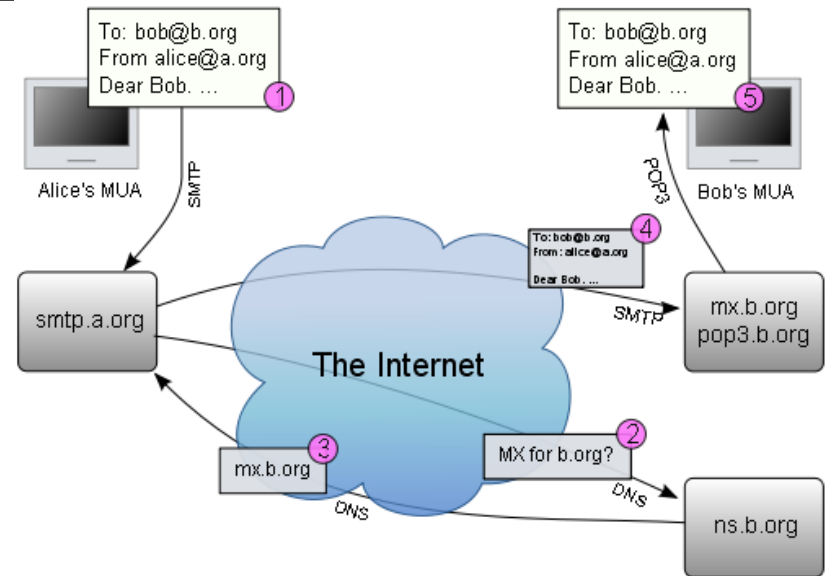 To: bob@b.org
From alice@a.org
Dear Bob. ...
1
Alice's MUA
SMTP
To: bob@b.org
From alice@a.org
Dear Bob. ...
5
Bob's MUA
POP3
To: bob@b.org
From: alice@a.org
Dear Bob. ...
4
SMTP
smtp.a.org
mx.b.org
pop3.b.org
The Internet
MX for b.org?
2
DNS
mx.b.org
3
DNS
ns.b.org